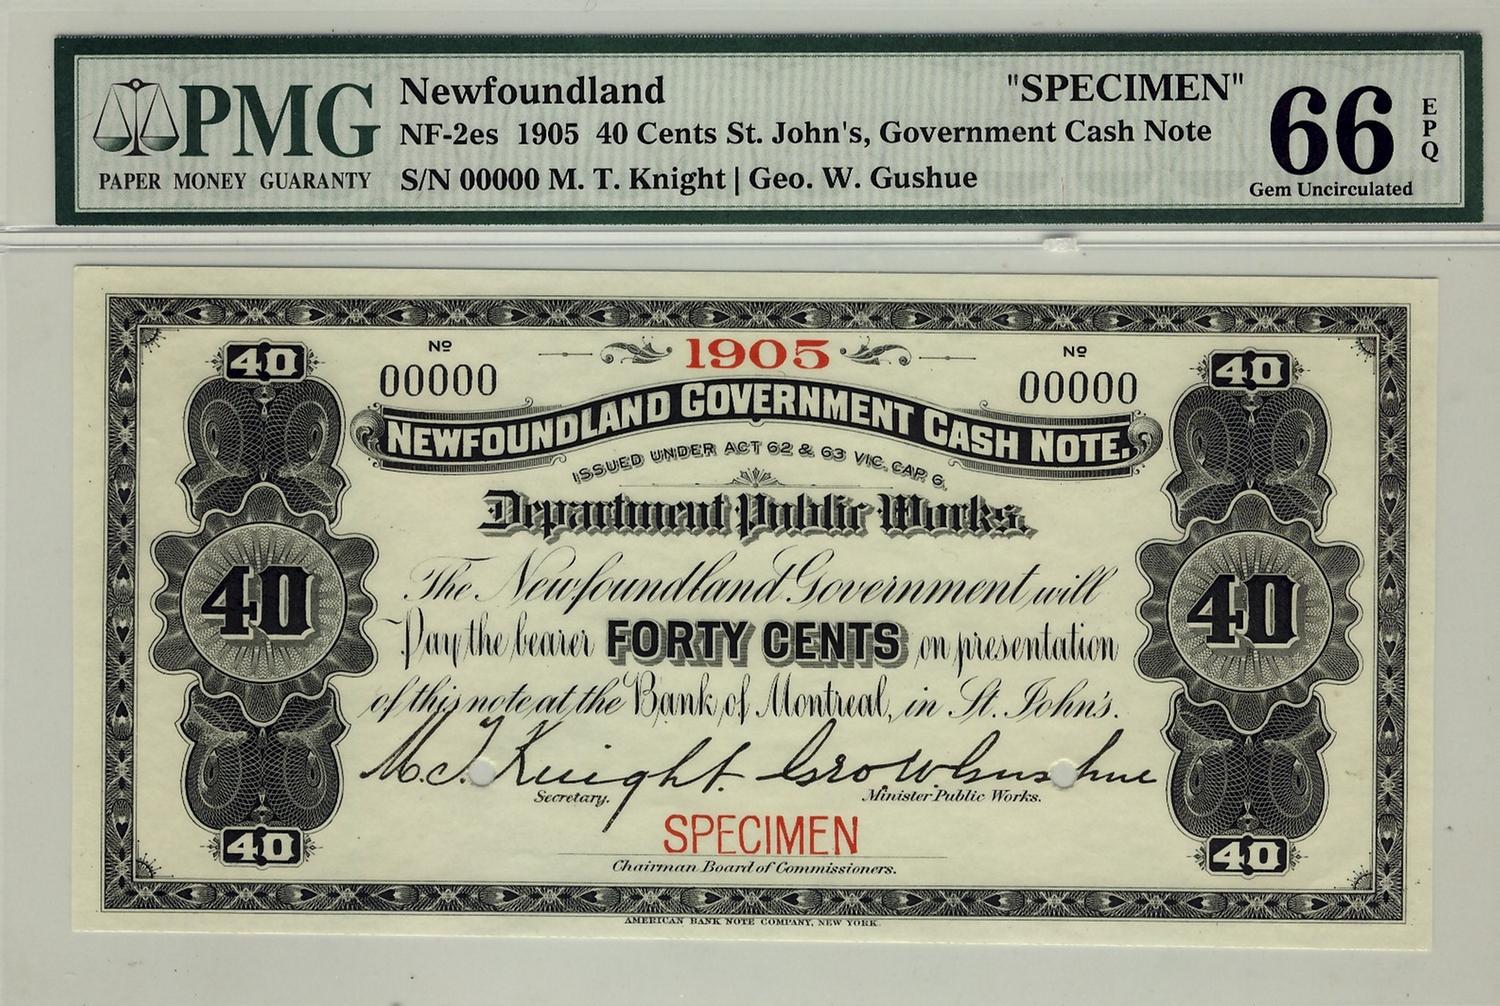 PMG
PAPER MONEY GUARANTY
Newfoundland "SPECIMEN"
NF-2es 1905 40 Cents St. John's, Government Cash Note
S/N 00000 M. T. Knight | Geo. W. Gushue
66
EPQ
Gem Uncirculated
40 Nº 00000 1905 Nº 00000 40
NEWFOUNDLAND GOVERNMENT CASH NOTE.
ISSUED UNDER ACT 62 & 63 VIC. CAP 6.
Department Public Works.
The Newfoundland Government will
40 Pay the bearer FORTY CENTS on presentation 40
of this note at the Bank of Montreal, in St. John's.
M. T. Knight. Geo W Gushue
Secretary. Minister Public Works.
SPECIMEN
40 Chairman Board of Commissioners. 40
AMERICAN BANK NOTE COMPANY, NEW YORK.